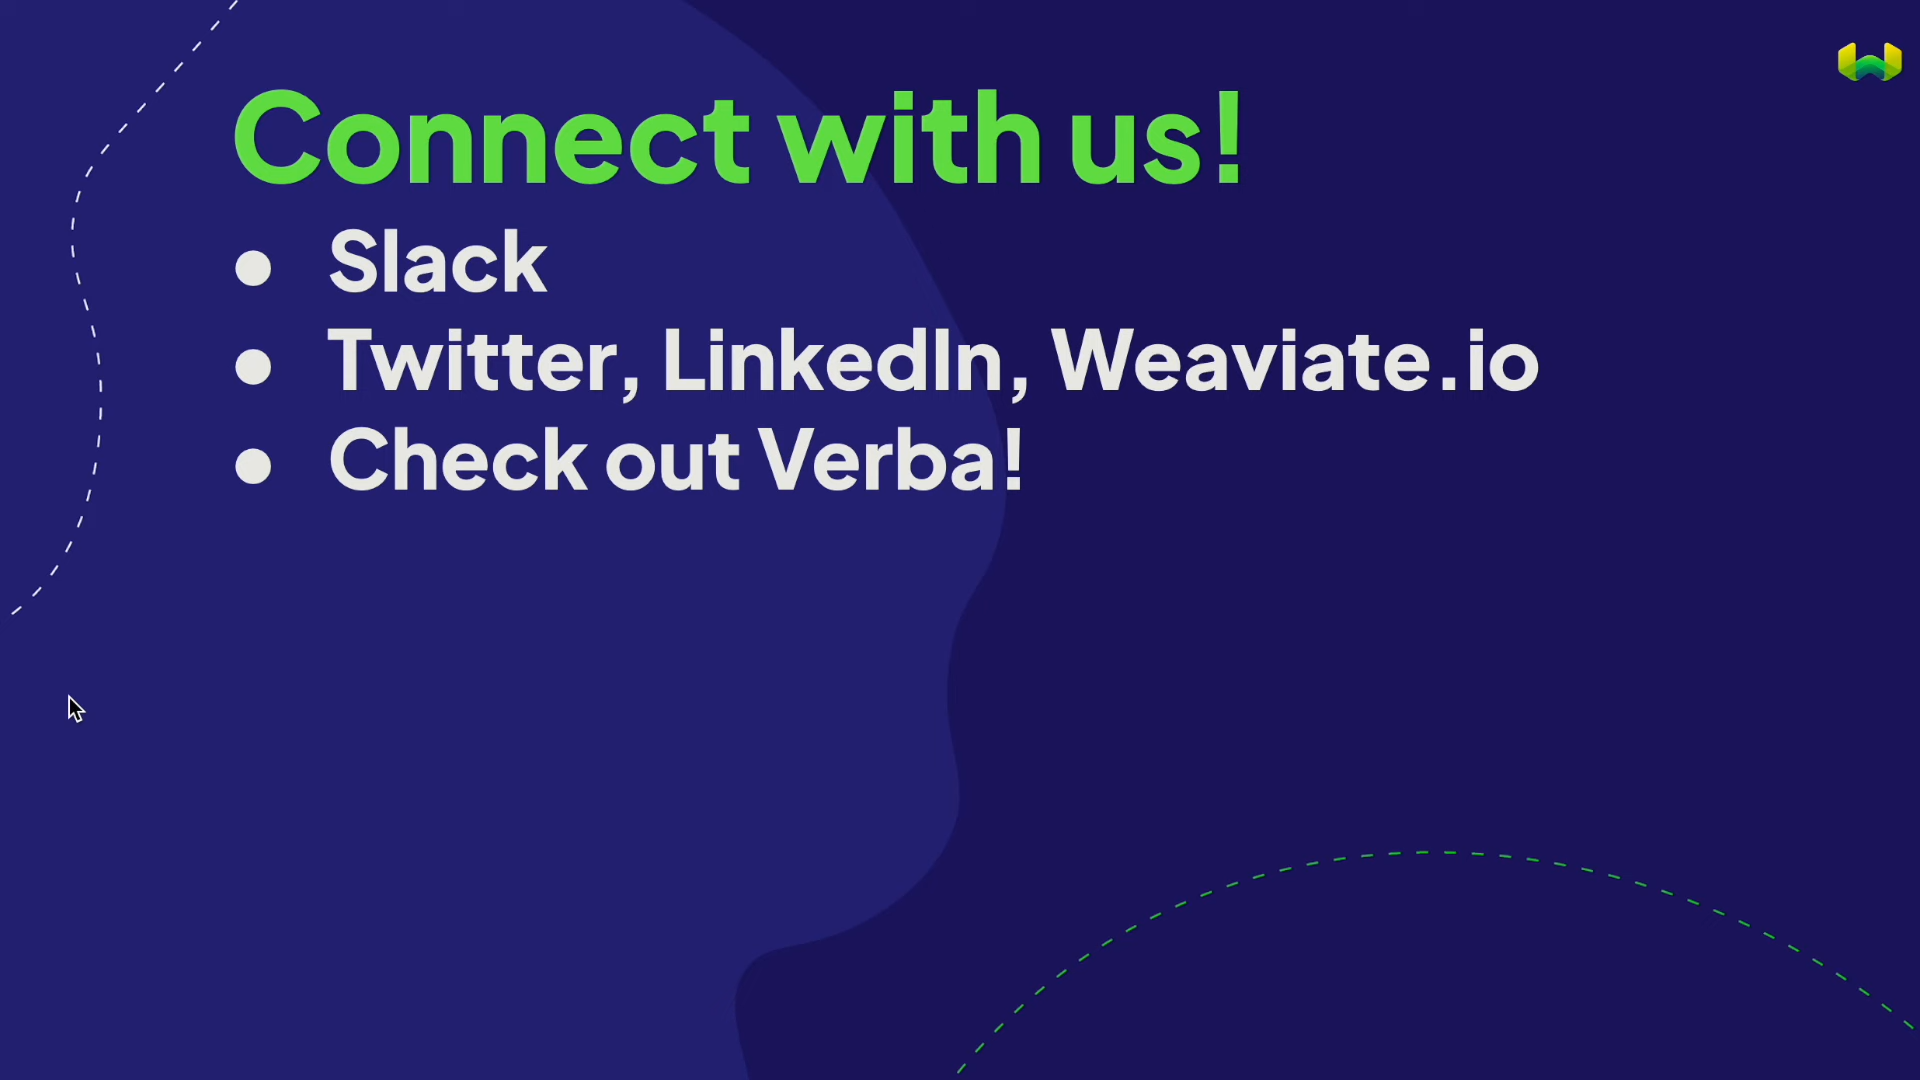 Connect with us!
Slack
Twitter, LinkedIn, Weaviate.io
Check out Verba!